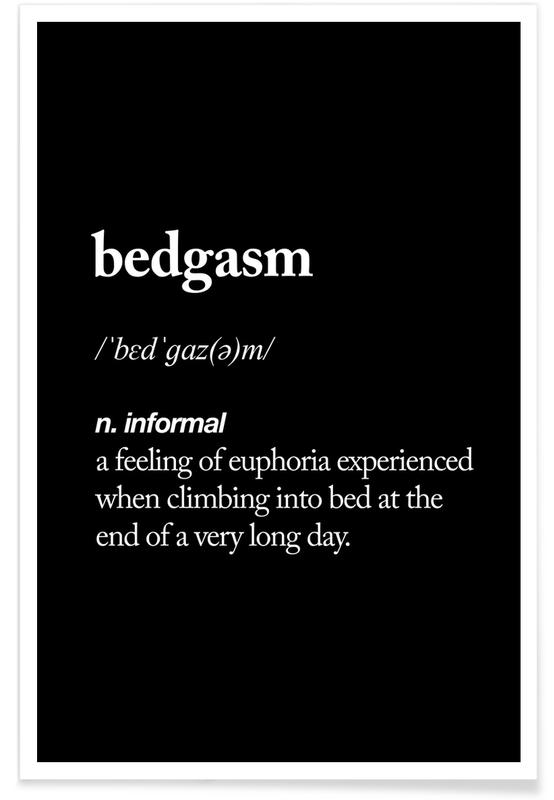 bedgasm
/ˈbɛdˈgaz(ə)m/
n. informal
a feeling of euphoria experienced
when climbing into bed at the
end of a very long day.